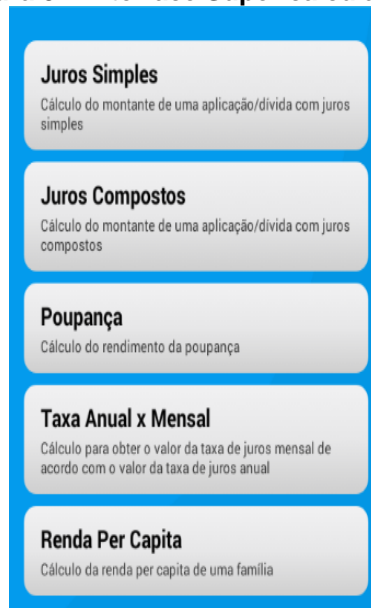 Juros Simples
Cálculo do montante de uma aplicação/dívida com juros
simples
Juros Compostos
Cálculo do montante de uma aplicação/dívida com juros
compostos
Poupança
Cálculo do rendimento da poupança
Taxa Anual x Mensal
Cálculo para obter o valor da taxa de juros mensal de
acordo com o valor da taxa de juros anual
Renda Per Capita
Cálculo da renda per capita de uma família